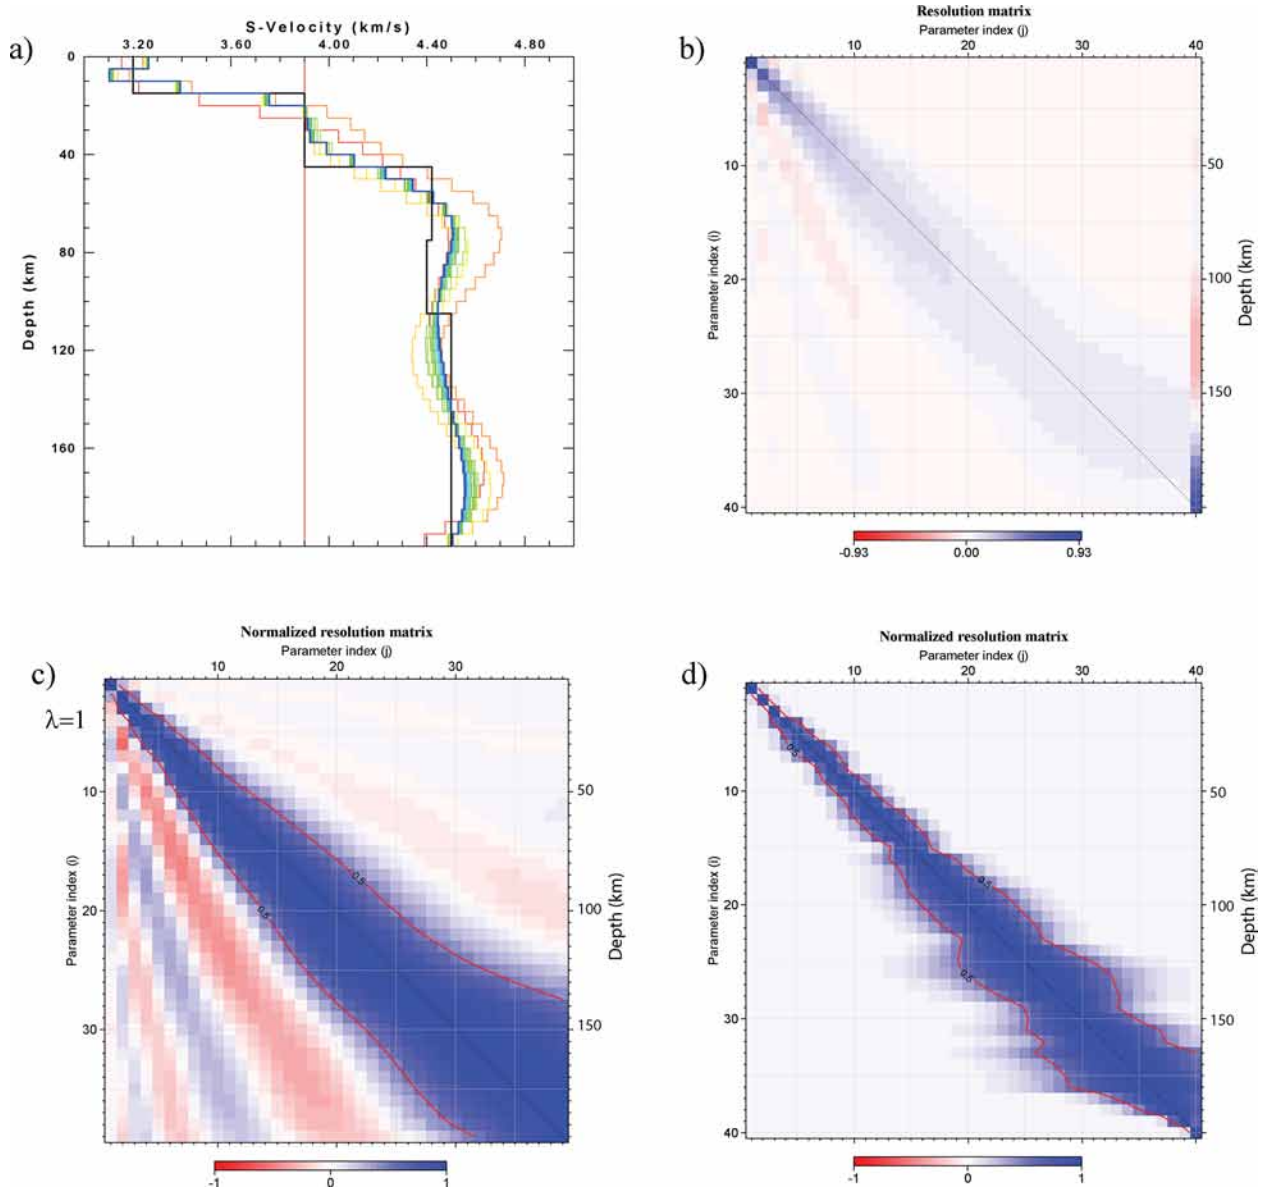 a)
S-Velocity (km/s)
3.20 3.60 4.00 4.40 4.80
0
40
80
120
160
Depth (km)
b)
Resolution matrix
Parameter index (j)
10 20 30 40
10
20
30
40
Parameter index (i)
50
100
150
Depth (km)
-0.93 0.00 0.93
c)
λ=1
Normalized resolution matrix
Parameter index (j)
10 20 30
10
20
30
Parameter index (i)
0.5
0.5
50
100
150
Depth (km)
-1 0 1
d)
Normalized resolution matrix
Parameter index (j)
10 20 30 40
10
20
30
40
Parameter index (i)
0.5
0.5
0.5
50
100
150
Depth (km)
-1 0 1